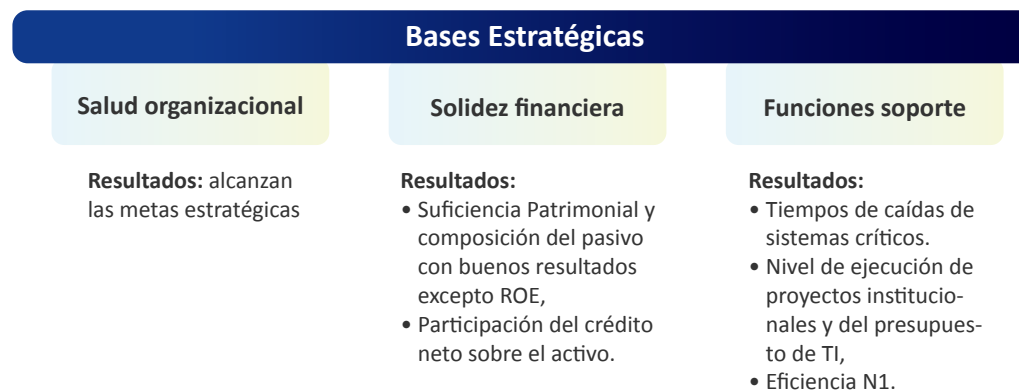 Bases Estratégicas
Salud organizacional
Resultados: alcanzan
las metas estratégicas
Solidez financiera
Resultados:
• Suficiencia Patrimonial y
composición del pasivo
con buenos resultados
excepto ROE,
• Participación del crédito
neto sobre el activo.
Funciones soporte
Resultados:
• Tiempos de caídas de
sistemas críticos.
• Nivel de ejecución de
proyectos institucio-
nales y del presupues-
to de TI,
• Eficiencia N1.